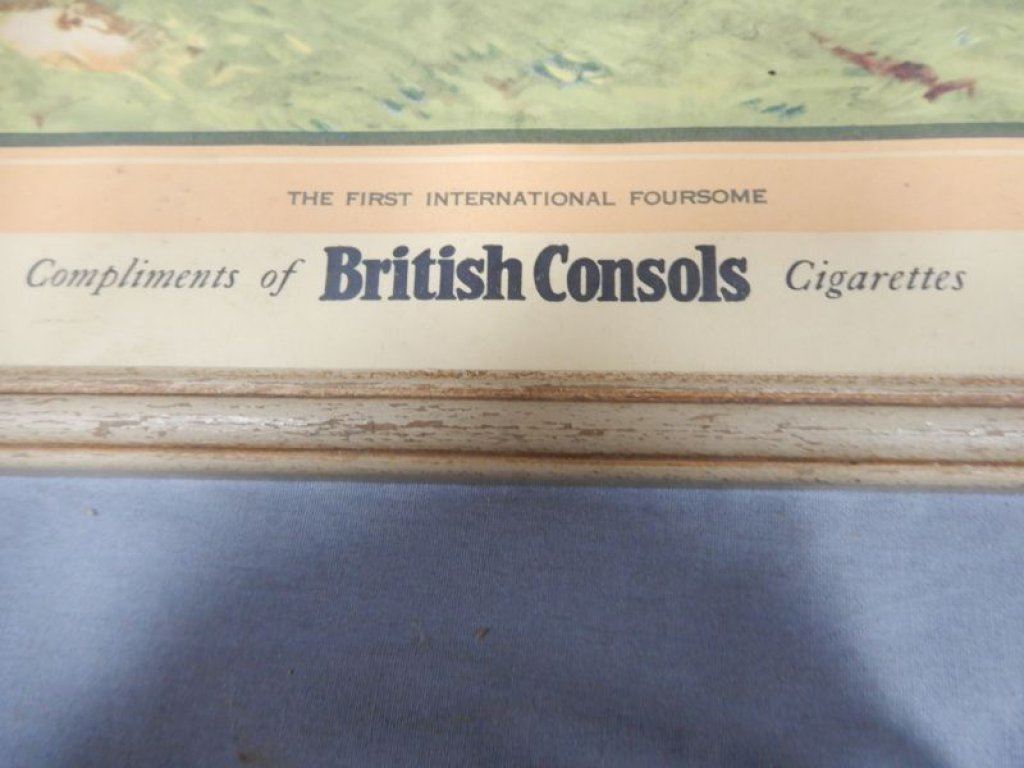 THE FIRST INTERNATIONAL FOURSOME
Compliments of British Consols Cigarettes